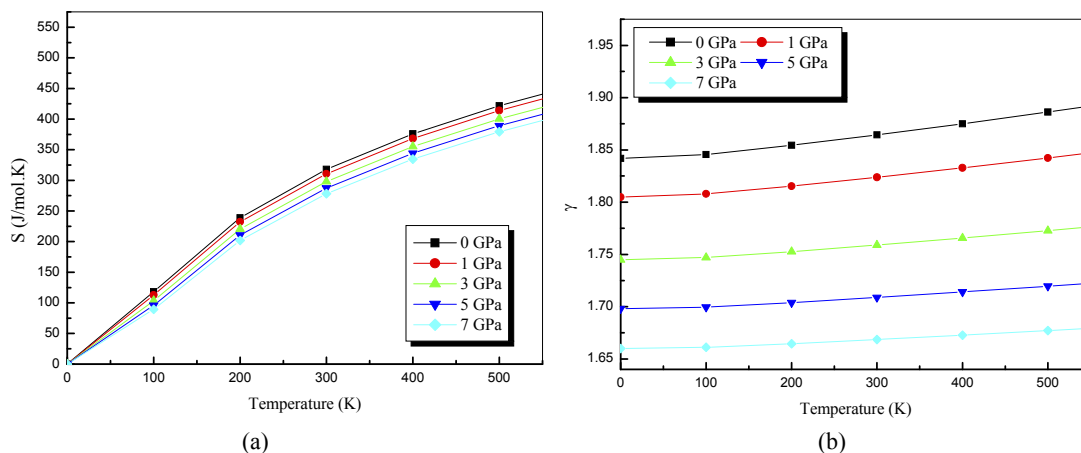 575
550
500
450
400
350
300
250
200
150
100
50
0
S (J/mol.K)
0 GPa
1 GPa
3 GPa
5 GPa
7 GPa
0 100 200 300 400 500
Temperature (K)
(a)
1.95
1.90
1.85
1.80
1.75
1.70
1.65
γ
0 GPa 1 GPa
3 GPa 5 GPa
7 GPa
0 100 200 300 400 500
Temperature (K)
(b)